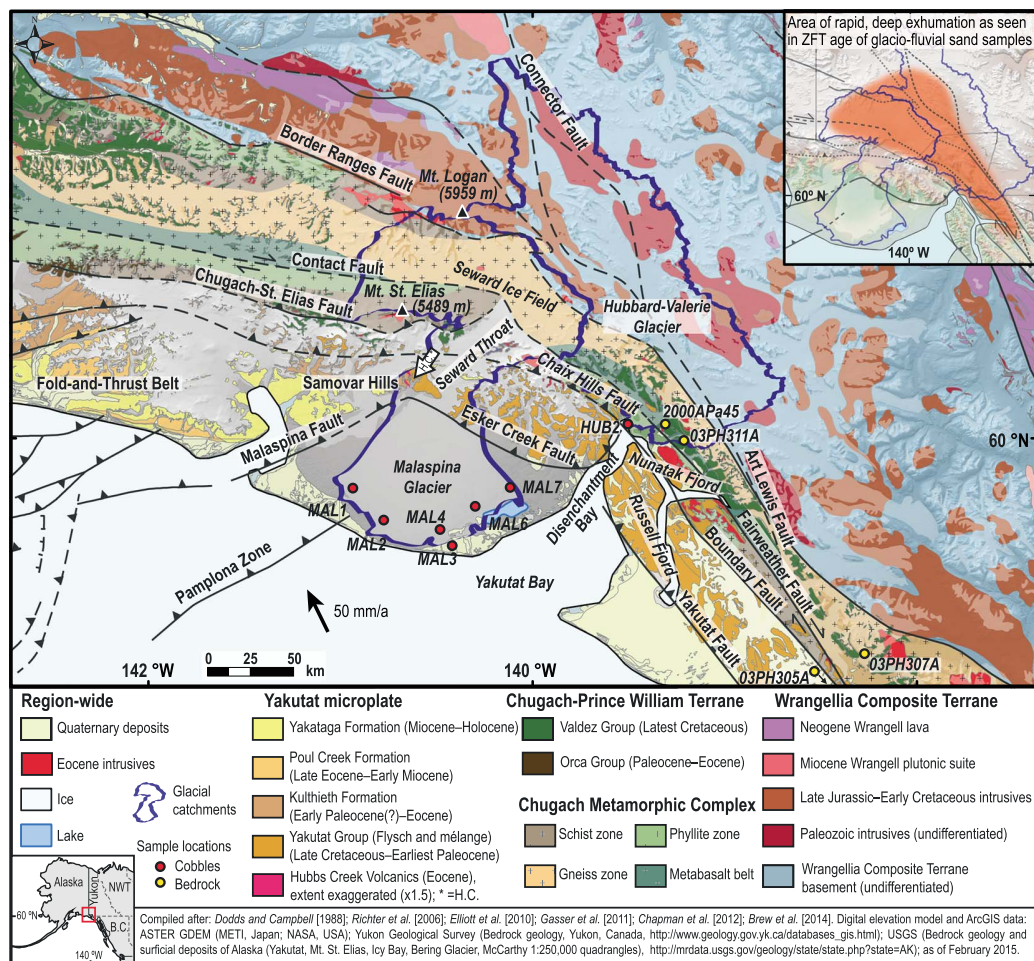 Area of rapid, deep exhumation as seen
in ZFT age of glacio-fluvial sand samples
60° N
140° W
N
Connector Fault
Border Ranges Fault
Mt. Logan
(5959 m)
Contact Fault
Seward Ice Field
Chugach-St. Elias Fault
Mt. St. Elias
(5489 m)
Hubbard-Valerie
Glacier
Seward Throat
H.C.
Chaix Hills Fault
Fold-and-Thrust Belt
Samovar Hills
2000APa45
HUB2
03PH311A
60 °N
Malaspina Fault
Esker Creek Fault
Malaspina
Glacier
Nunatak Fjord
Art Lewis Fault
MAL1
MAL7
MAL4
MAL6
MAL2
MAL3
Disenchantment
Bay
Russell Fjord
Fairweather Fault
Boundary Fault
Pamplona Zone
Yakutat Bay
50 mm/a
Yakutat Fault
0 25 50
km
03PH307A
03PH305A
142 °W
140 °W
Region-wide
Quaternary deposits
Eocene intrusives
Ice
Lake
Glacial
catchments
Sample locations
Cobbles
Bedrock
Yakutat microplate
Yakataga Formation (Miocene–Holocene)
Poul Creek Formation
(Late Eocene–Early Miocene)
Kulthieth Formation
(Early Paleocene(?)–Eocene)
Yakutat Group (Flysch and mélange)
(Late Cretaceous–Earliest Paleocene)
Hubbs Creek Volcanics (Eocene),
extent exaggerated (x1.5); * =H.C.
Chugach-Prince William Terrane
Valdez Group (Latest Cretaceous)
Orca Group (Paleocene–Eocene)
Chugach Metamorphic Complex
Schist zone
Phyllite zone
Gneiss zone
Metabasalt belt
Wrangellia Composite Terrane
Neogene Wrangell lava
Miocene Wrangell plutonic suite
Late Jurassic–Early Cretaceous intrusives
Paleozoic intrusives (undifferentiated)
Wrangellia Composite Terrane
basement (undifferentiated)
Alaska
Yukon
NWT
60 °N
B.C.
140 °W
Compiled after: Dodds and Campbell [1988]; Richter et al. [2006]; Elliott et al. [2010]; Gasser et al. [2011]; Chapman et al. [2012]; Brew et al. [2014]. Digital elevation model and ArcGIS data:
ASTER GDEM (METI, Japan; NASA, USA); Yukon Geological Survey (Bedrock geology, Yukon, Canada, http://www.geology.gov.yk.ca/databases_gis.html); USGS (Bedrock geology and
surficial deposits of Alaska (Yakutat, Mt. St. Elias, Icy Bay, Bering Glacier, McCarthy 1:250,000 quadrangles), http://mrdata.usgs.gov/geology/state/state.php?state=AK); as of February 2015.